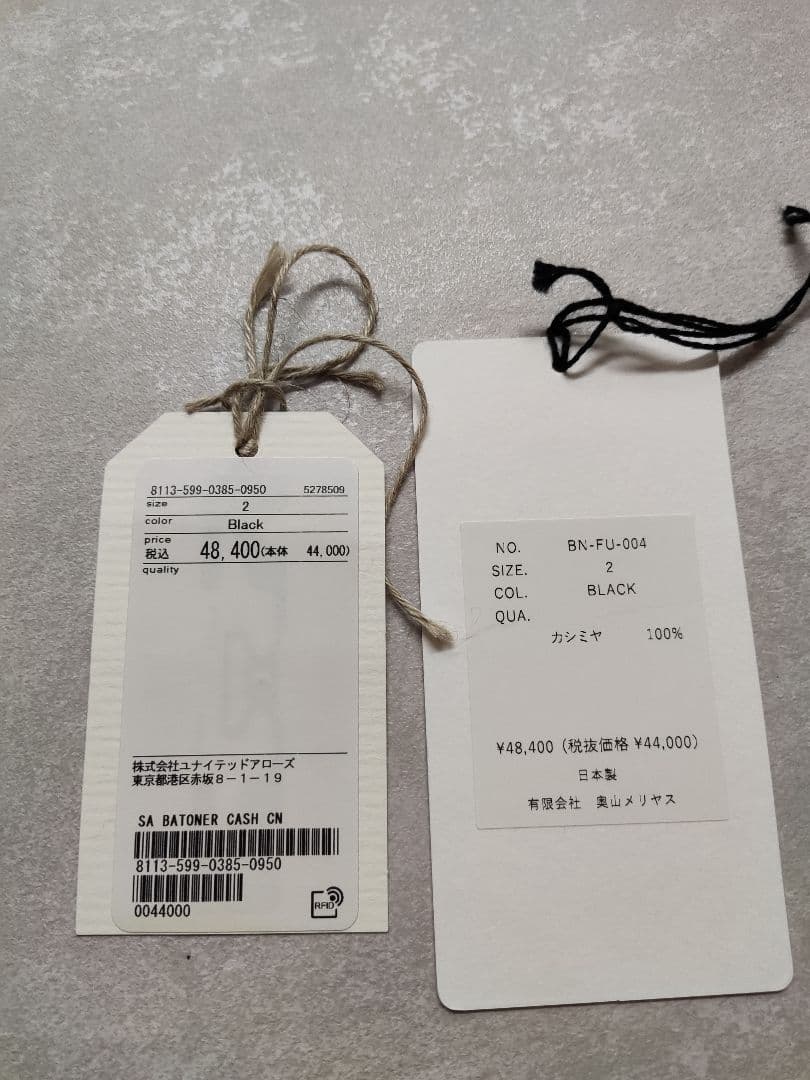 8113-599-0385-0950 5278509
size 2
color Black
price
税込 48,400(本体 44,000)
quality
株式会社ユナイテッドアローズ
東京都港区赤坂8-1-19
SA BATONER CASH CN
8113-599-0385-0950
0044000
RFID
NO. BN-FU-004
SIZE. 2
COL. BLACK
QUA.
カシミヤ 100%
¥48,400 (税抜価格 ¥44,000)
日本製
有限会社 奥山メリヤス